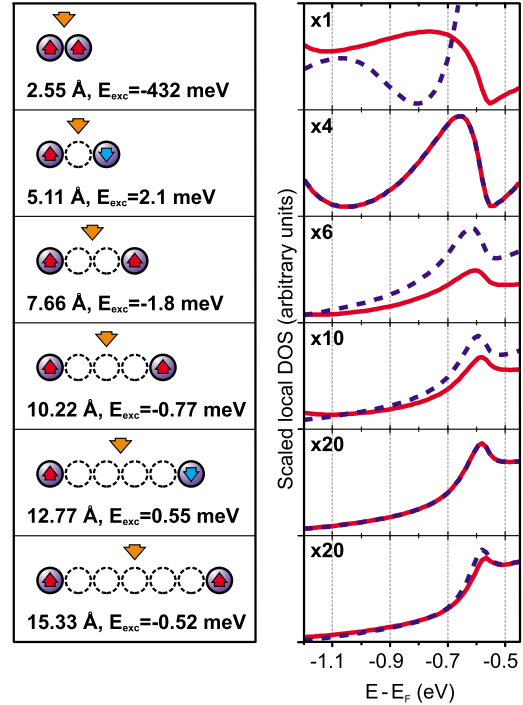 2.55 Å, Eexc=-432 meV
5.11 Å, Eexc=2.1 meV
7.66 Å, Eexc=-1.8 meV
10.22 Å, Eexc=-0.77 meV
12.77 Å, Eexc=0.55 meV
15.33 Å, Eexc=-0.52 meV
Scaled local DOS (arbitrary units)
x1
x4
x6
x10
x20
x20
-1.1 -0.9 -0.7 -0.5
E-EF (eV)